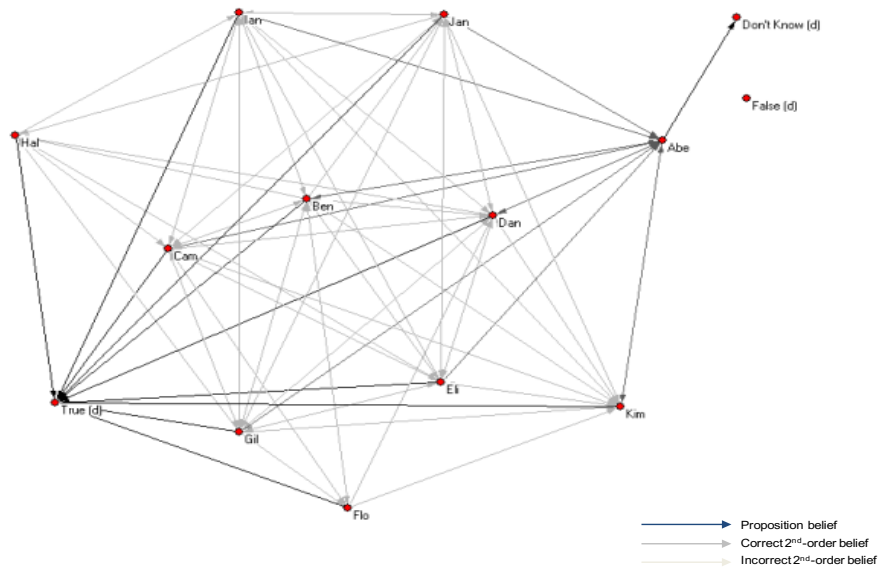 Ian
Jan
Don't Know (d)
False (d)
Hal
Abe
Ben
Dan
Cam
Eli
True (d)
Kim
Gil
Flo
Proposition belief
Correct 2nd-order belief
Incorrect 2nd-order belief